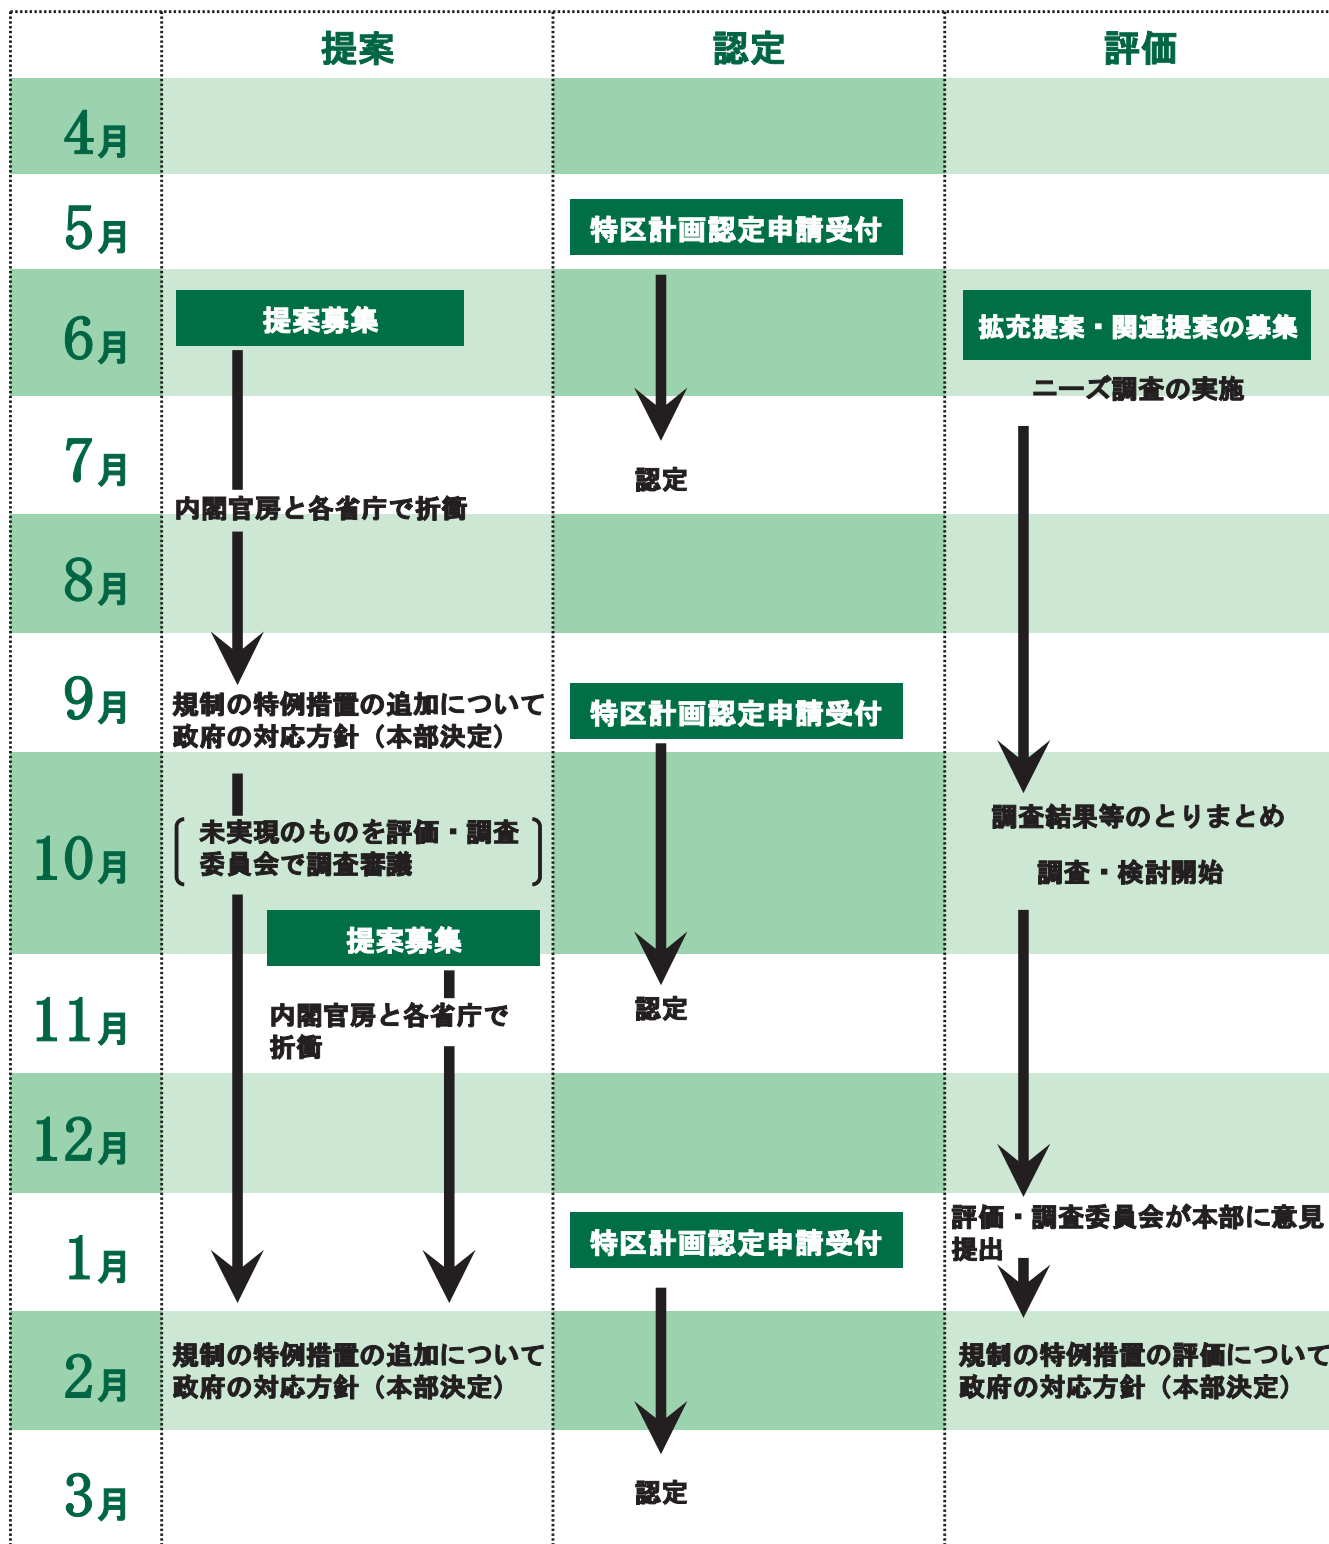 提案
認定
評価
4月
5月
特区計画認定申請受付
6月
提案募集
拡充提案・関連提案の募集
ニーズ調査の実施
7月
認定
内閣官房と各省庁で折衝
8月
9月
規制の特例措置の追加について
政府の対応方針（本部決定）
特区計画認定申請受付
10月
未実現のものを評価・調査
委員会で調査審議
調査結果等のとりまとめ
調査・検討開始
提案募集
11月
内閣官房と各省庁で
折衝
認定
12月
1月
特区計画認定申請受付
評価・調査委員会が本部に意見
提出
2月
規制の特例措置の追加について
政府の対応方針（本部決定）
規制の特例措置の評価について
政府の対応方針（本部決定）
3月
認定